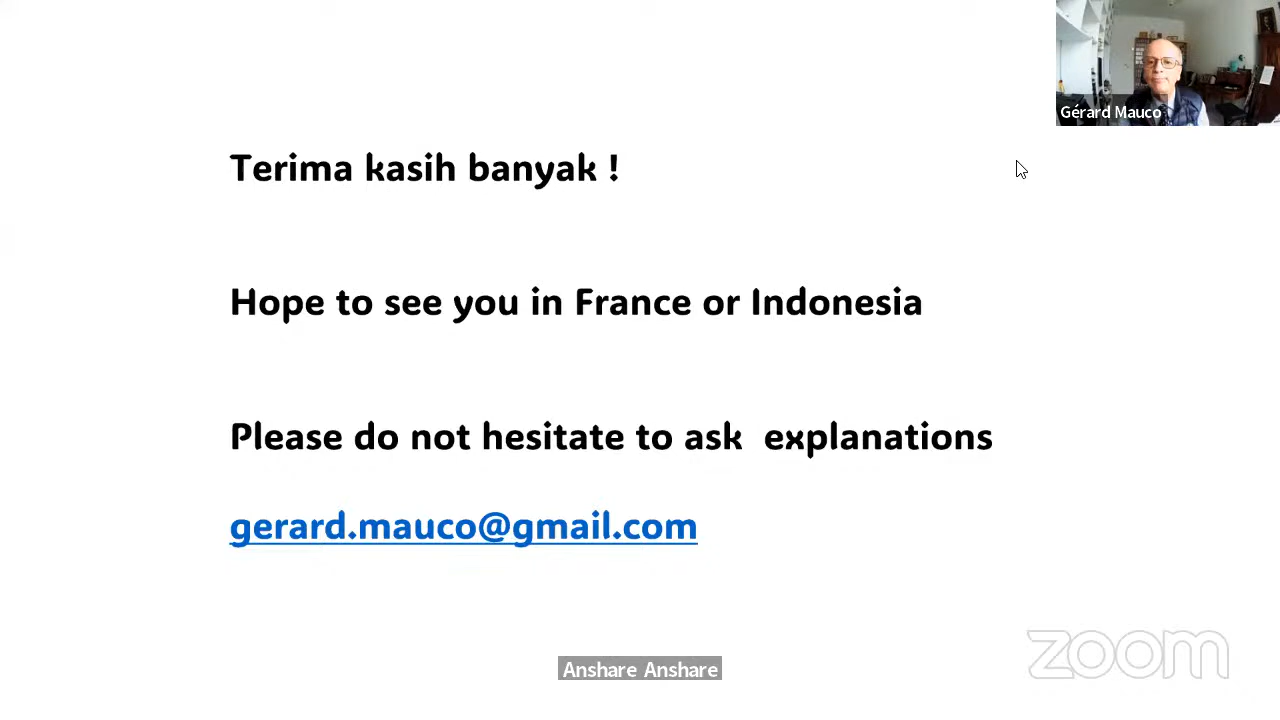 Gérard Mauco
Terima kasih banyak !
Hope to see you in France or Indonesia
Please do not hesitate to ask  explanations
gerard.mauco@gmail.com
zoom
Anshare Anshare